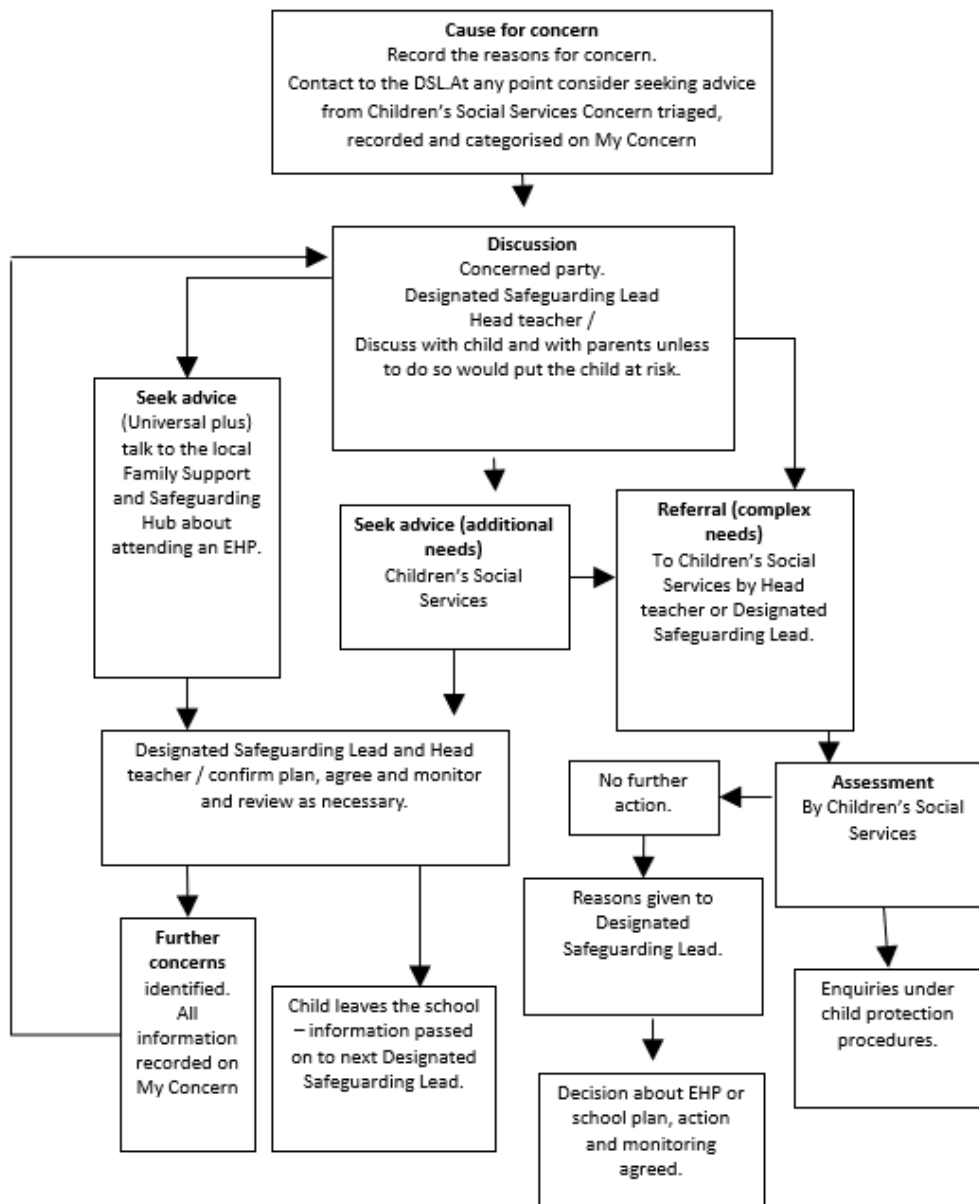 Cause for concern
Record the reasons for concern.
Contact to the DSL.At any point consider seeking advice
from Children's Social Services Concern triaged,
recorded and categorised on My Concern
Discussion
Concerned party.
Designated Safeguarding Lead
Head teacher /
Discuss with child and with parents unless
to do so would put the child at risk.
Seek advice
(Universal plus)
talk to the local
Family Support
and Safeguarding
Hub about
attending an EHP.
Seek advice (additional
needs)
Children's Social
Services
Referral (complex
needs)
To Children's Social
Services by Head
teacher or Designated
Safeguarding Lead.
Designated Safeguarding Lead and Head
teacher / confirm plan, agree and monitor
and review as necessary.
No further
action.
Assessment
By Children's Social
Services
Reasons given to
Designated
Safeguarding Lead.
Further
concerns
identified.
All
information
recorded on
My Concern
Child leaves the school
– information passed
on to next Designated
Safeguarding Lead.
Enquiries under
child protection
procedures.
Decision about EHP or
school plan, action
and monitoring
agreed.